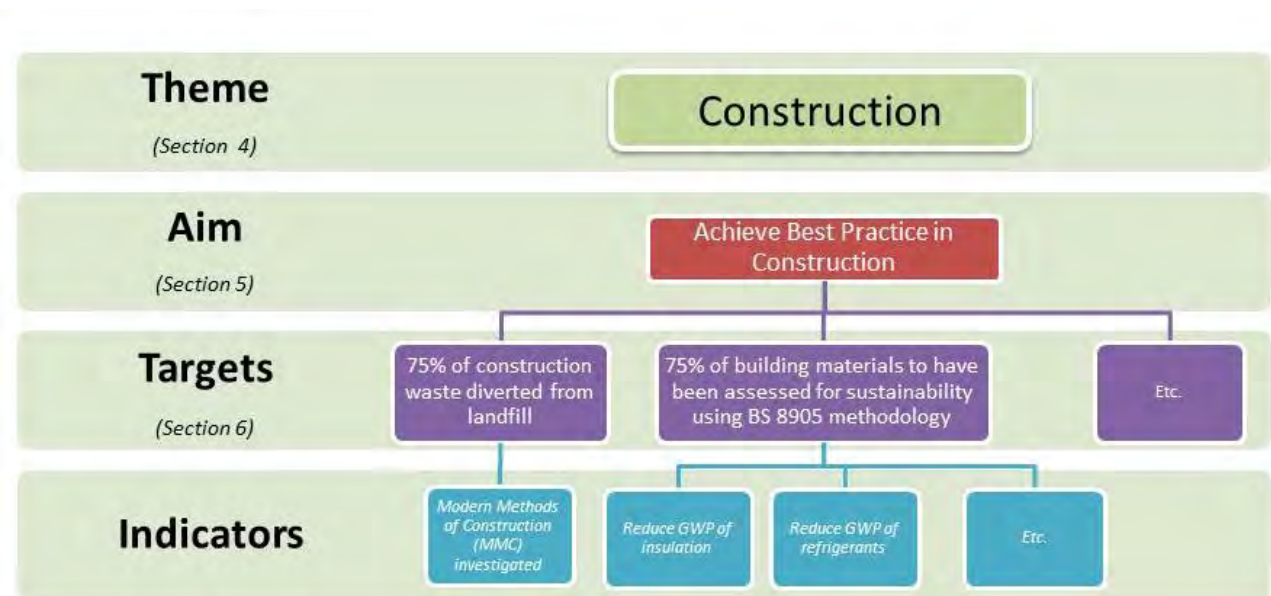 Theme
(Section 4)
Construction
Aim
(Section 5)
Achieve Best Practice in
Construction
Targets
(Section 6)
75% of construction
waste diverted from
landfill
75% of building materials to have
been assessed for sustainability
using BS 8905 methodology
Etc.
Indicators
Modern Methods
of Construction
(MMC)
investigated
Reduce GWP of
insulation
Reduce GWP of
refrigerants
Etc.